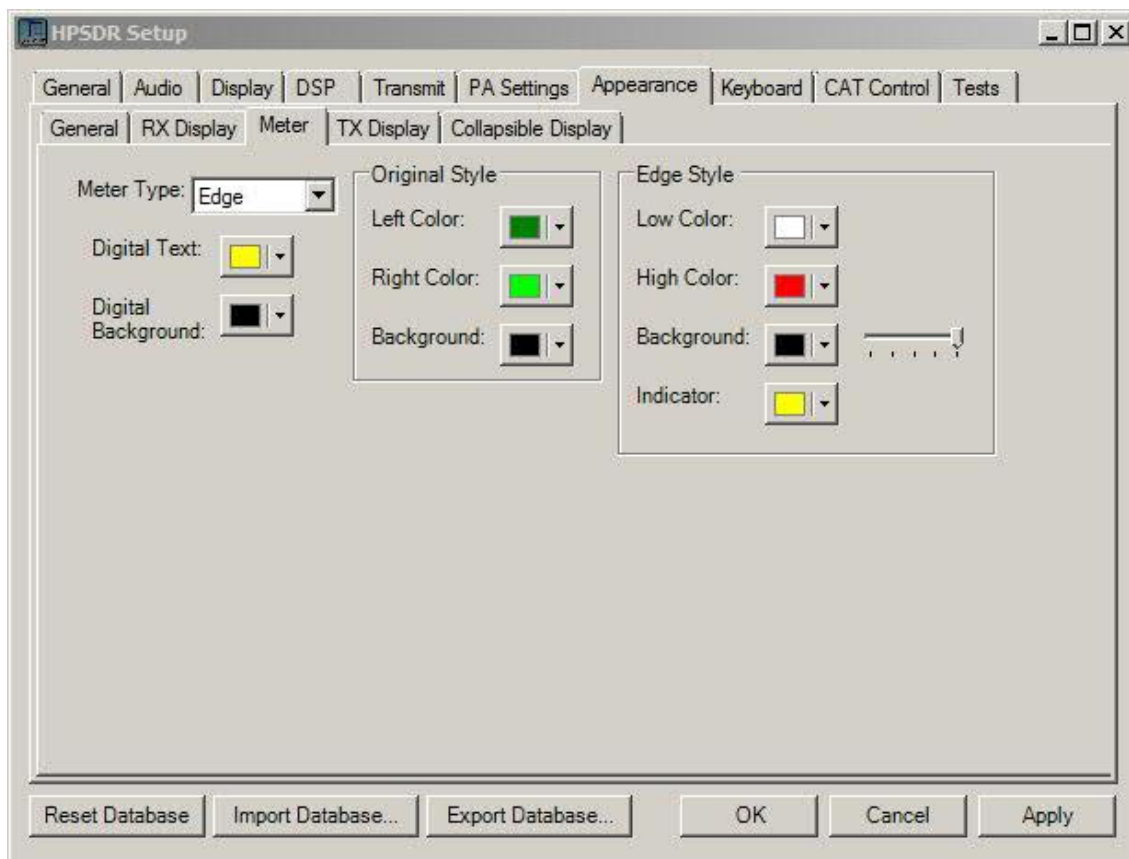 HPSDR Setup
General Audio Display DSP Transmit PA Settings Appearance Keyboard CAT Control Tests
General RX Display Meter TX Display Collapsible Display
Meter Type: Edge
Digital Text:
Digital
Background:
Original Style
Left Color:
Right Color:
Background:
Edge Style
Low Color:
High Color:
Background:
Indicator:
Reset Database Import Database... Export Database... OK Cancel Apply